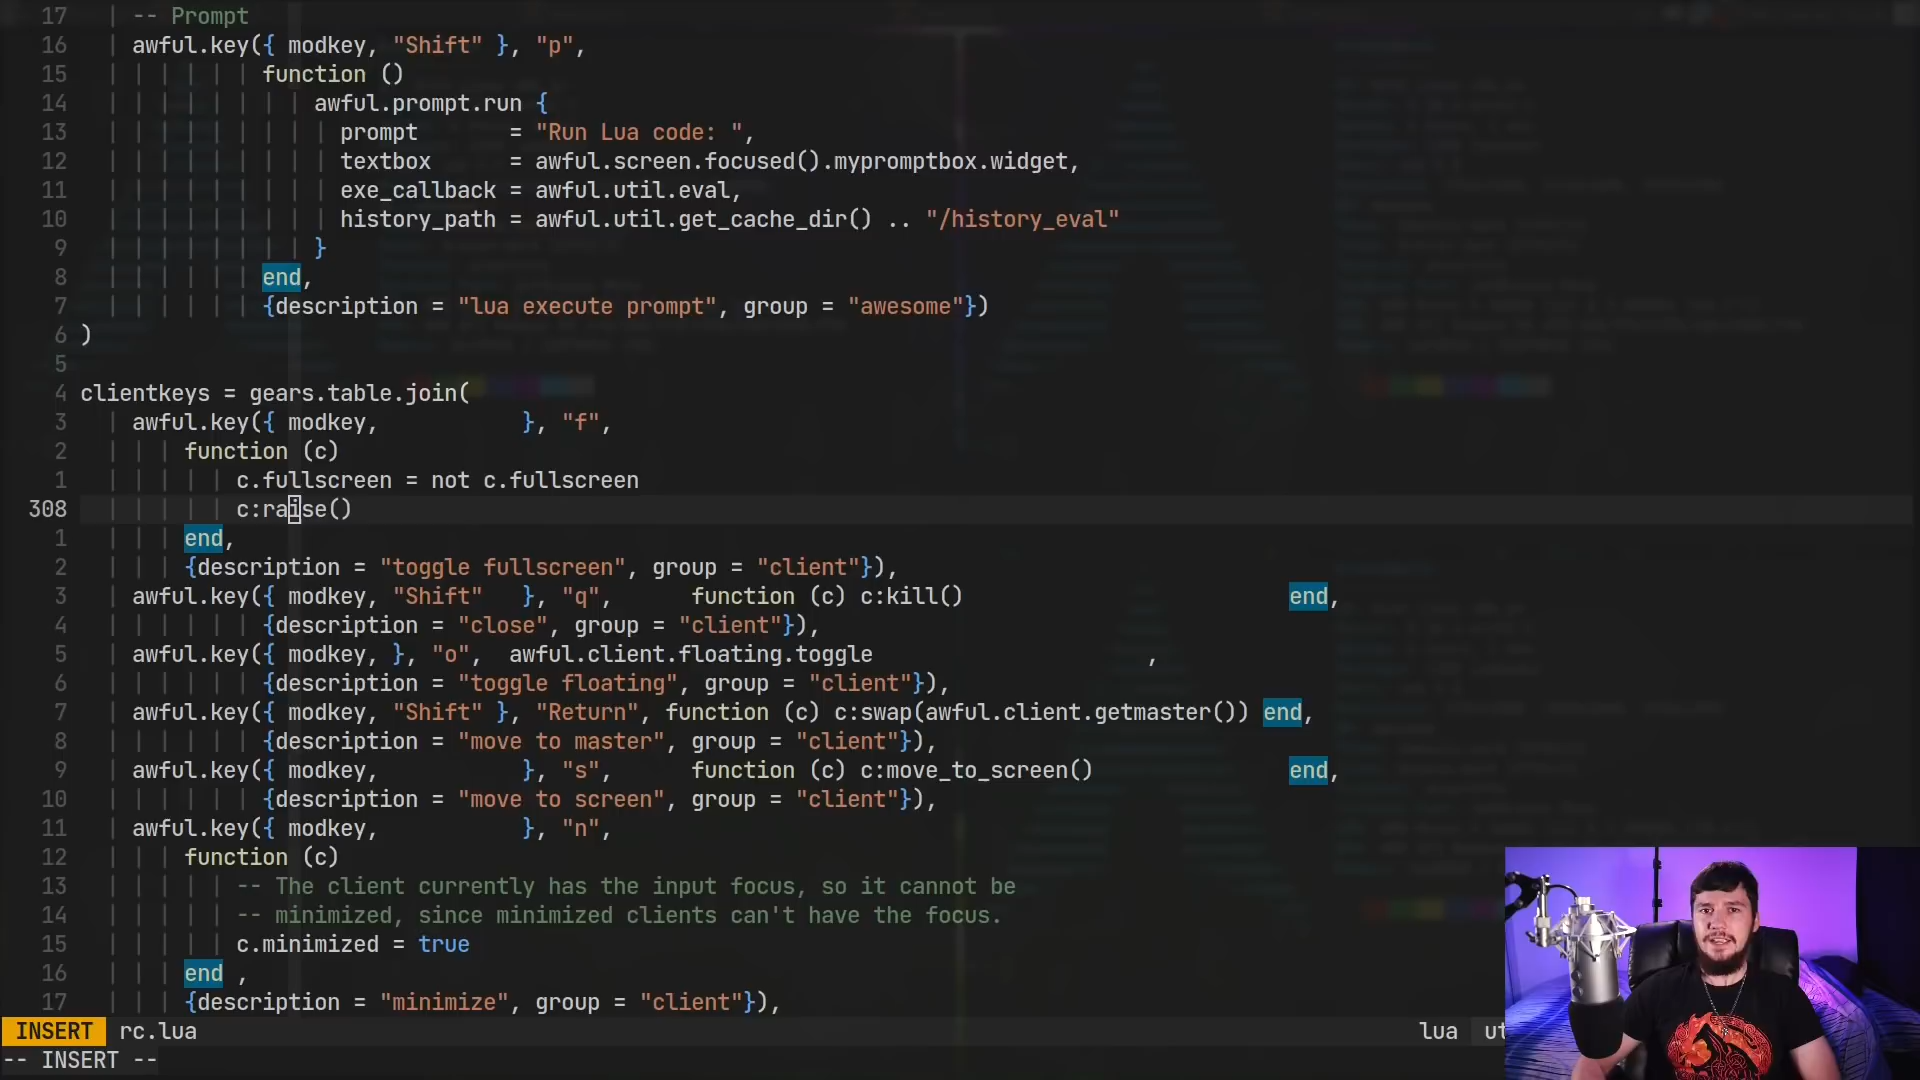 17 -- Prompt
16 awful.key({ modkey, "Shift" }, "p",
15 function ()
14 awful.prompt.run {
13 prompt = "Run Lua code: ",
12 textbox = awful.screen.focused().mypromptbox.widget,
11 exe_callback = awful.util.eval,
10 history_path = awful.util.get_cache_dir() .. "/history_eval"
9 }
8 end,
7 {description = "lua execute prompt", group = "awesome"})
6 )
5
4 clientkeys = gears.table.join(
3 awful.key({ modkey, }, "f",
2 function (c)
1 c.fullscreen = not c.fullscreen
308 c:raise()
1 end,
2 {description = "toggle fullscreen", group = "client"}),
3 awful.key({ modkey, "Shift" }, "q", function (c) c:kill() end,
4 {description = "close", group = "client"}),
5 awful.key({ modkey, }, "o", awful.client.floating.toggle ,
6 {description = "toggle floating", group = "client"}),
7 awful.key({ modkey, "Shift" }, "Return", function (c) c:swap(awful.client.getmaster()) end,
8 {description = "move to master", group = "client"}),
9 awful.key({ modkey, }, "s", function (c) c:move_to_screen() end,
10 {description = "move to screen", group = "client"}),
11 awful.key({ modkey, }, "n",
12 function (c)
13 -- The client currently has the input focus, so it cannot be
14 -- minimized, since minimized clients can't have the focus.
15 c.minimized = true
16 end ,
17 {description = "minimize", group = "client"}),
INSERT rc.lua lua ut
-- INSERT --